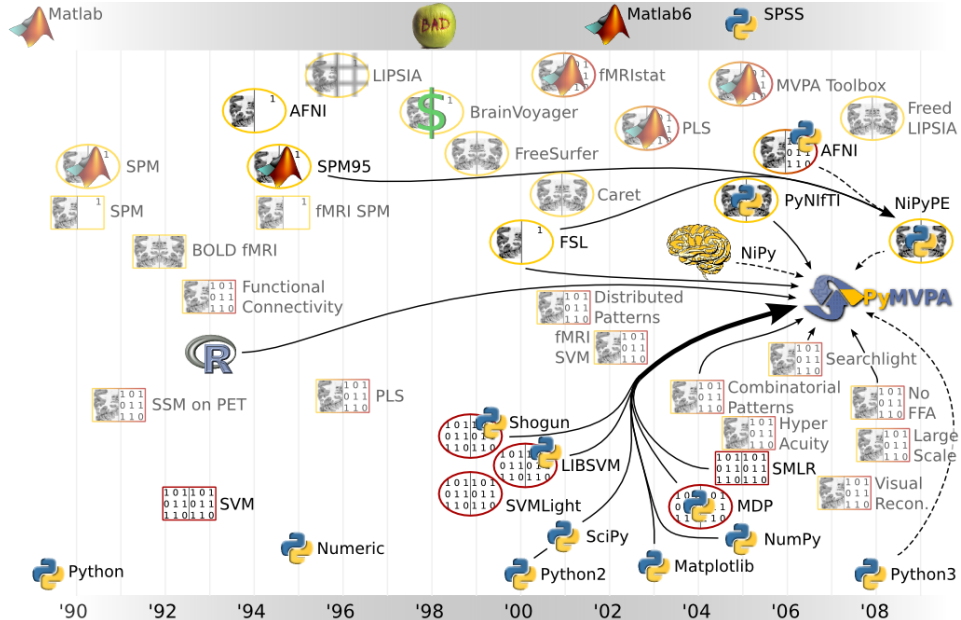 Matlab
BAD
Matlab6
SPSS
LIPSIA
fMRIstat
MVPA Toolbox
AFNI
BrainVoyager
Freed
LIPSIA
PLS
FreeSurfer
AFNI
SPM
SPM95
Caret
PyNIfTI
NiPyPE
SPM
fMRI SPM
FSL
BOLD fMRI
NiPy
Functional
Connectivity
PyMVPA
Distributed
Patterns
fMRI
SVM
R
Searchlight
SSM on PET
PLS
Combinatorial
Patterns
No
FFA
Shogun
Hyper
Acuity
Large
Scale
LIBSVM
SMLR
SVM
SVMLight
MDP
Visual
Recon.
SciPy
NumPy
Numeric
Python
Python2
Matplotlib
Python3
'90
'92
'94
'96
'98
'00
'02
'04
'06
'08